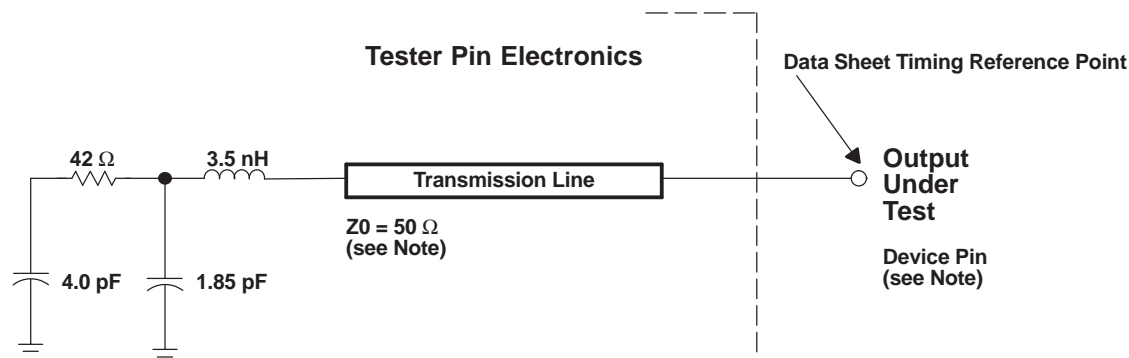 Tester Pin Electronics
Data Sheet Timing Reference Point
42 Ω
3.5 nH
Transmission Line
Output
Under
Test
Z0 = 50 Ω
(see Note)
Device Pin
(see Note)
4.0 pF
1.85 pF